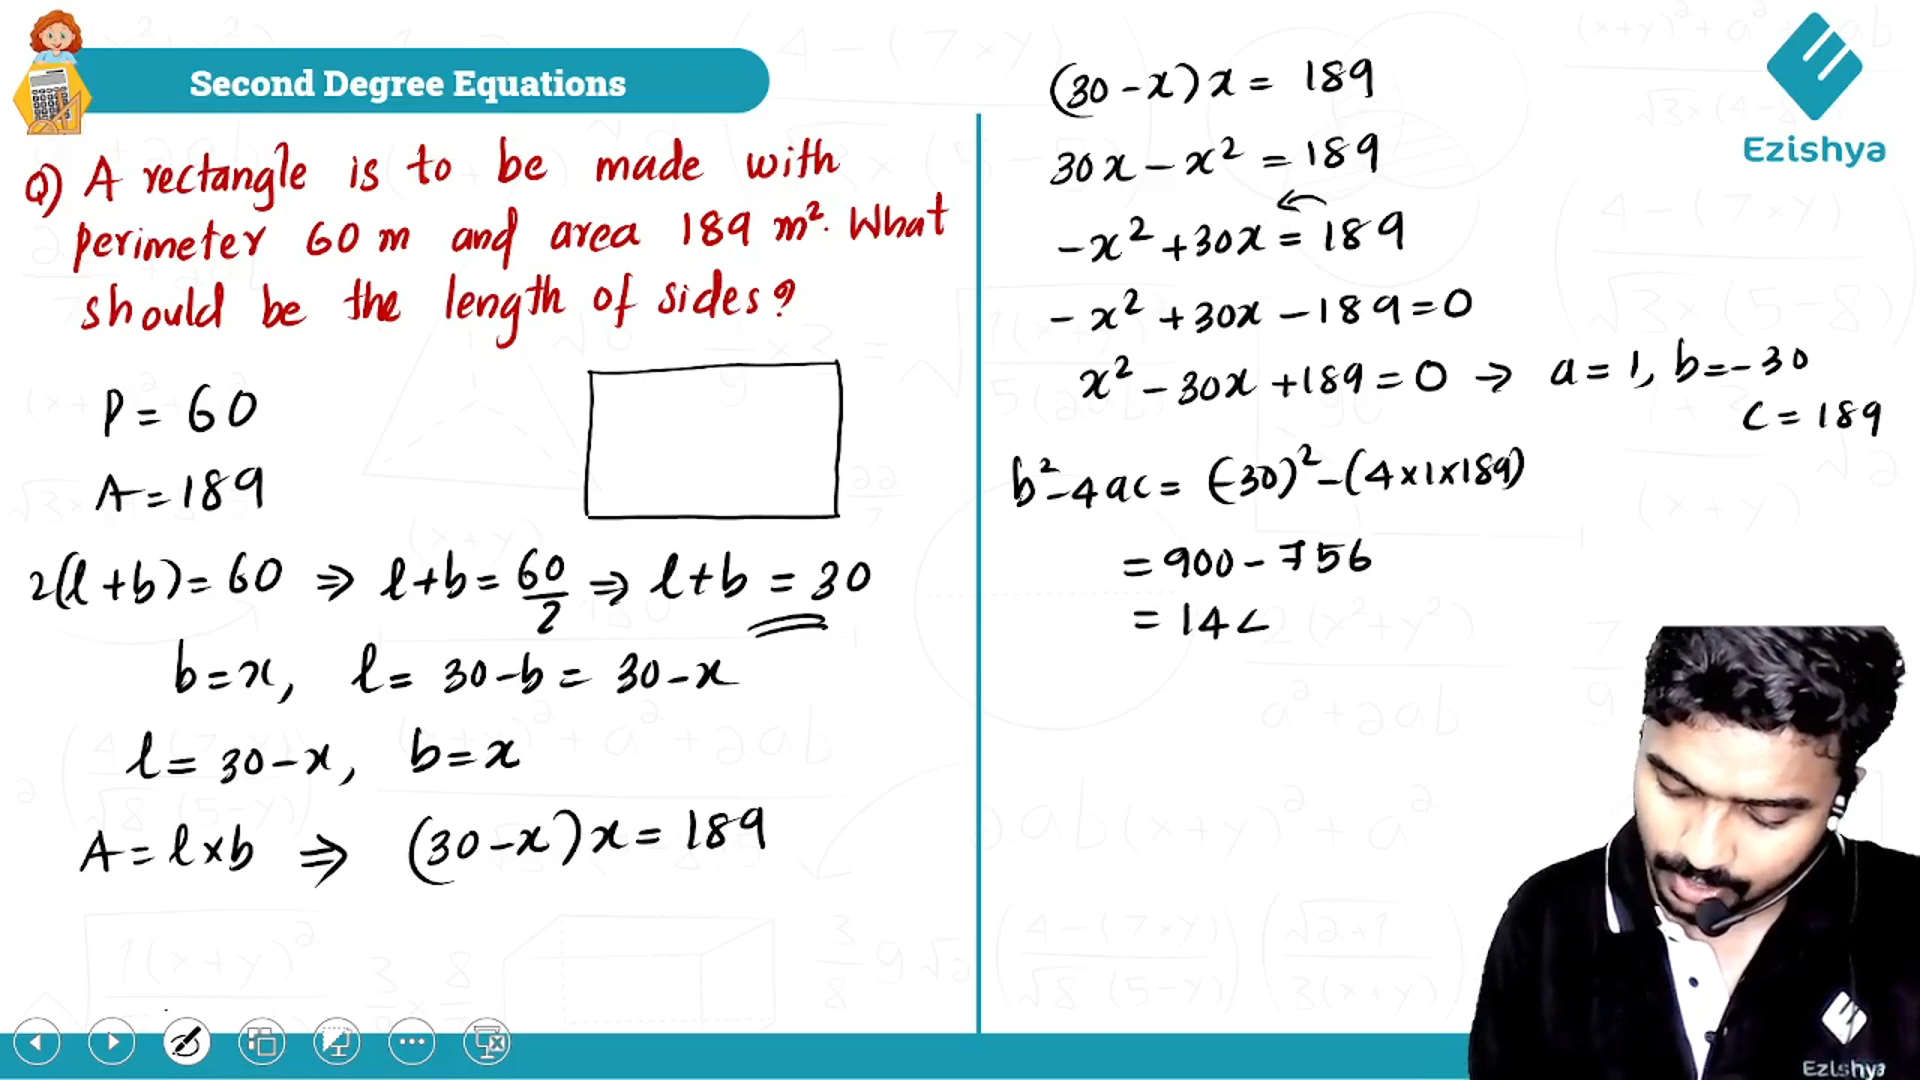 Second Degree Equations
Q) A rectangle is to be made with
perimeter 60 m and area 189 m². What
should be the length of sides?
P = 60
A = 189
2(l+b) = 60 ⇒ l+b = 60/2 ⇒ l+b = 30
b = x, l = 30-b = 30-x
l = 30-x, b = x
A = l×b ⇒ (30-x)x = 189
(30-x)x = 189
30x - x² = 189
-x² + 30x = 189
-x² + 30x - 189 = 0
x² - 30x + 189 = 0 → a = 1, b = -30
c = 189
b² - 4ac = (-30)² - (4×1×189)
= 900 - 756
= 14
Ezishya
Ezishya